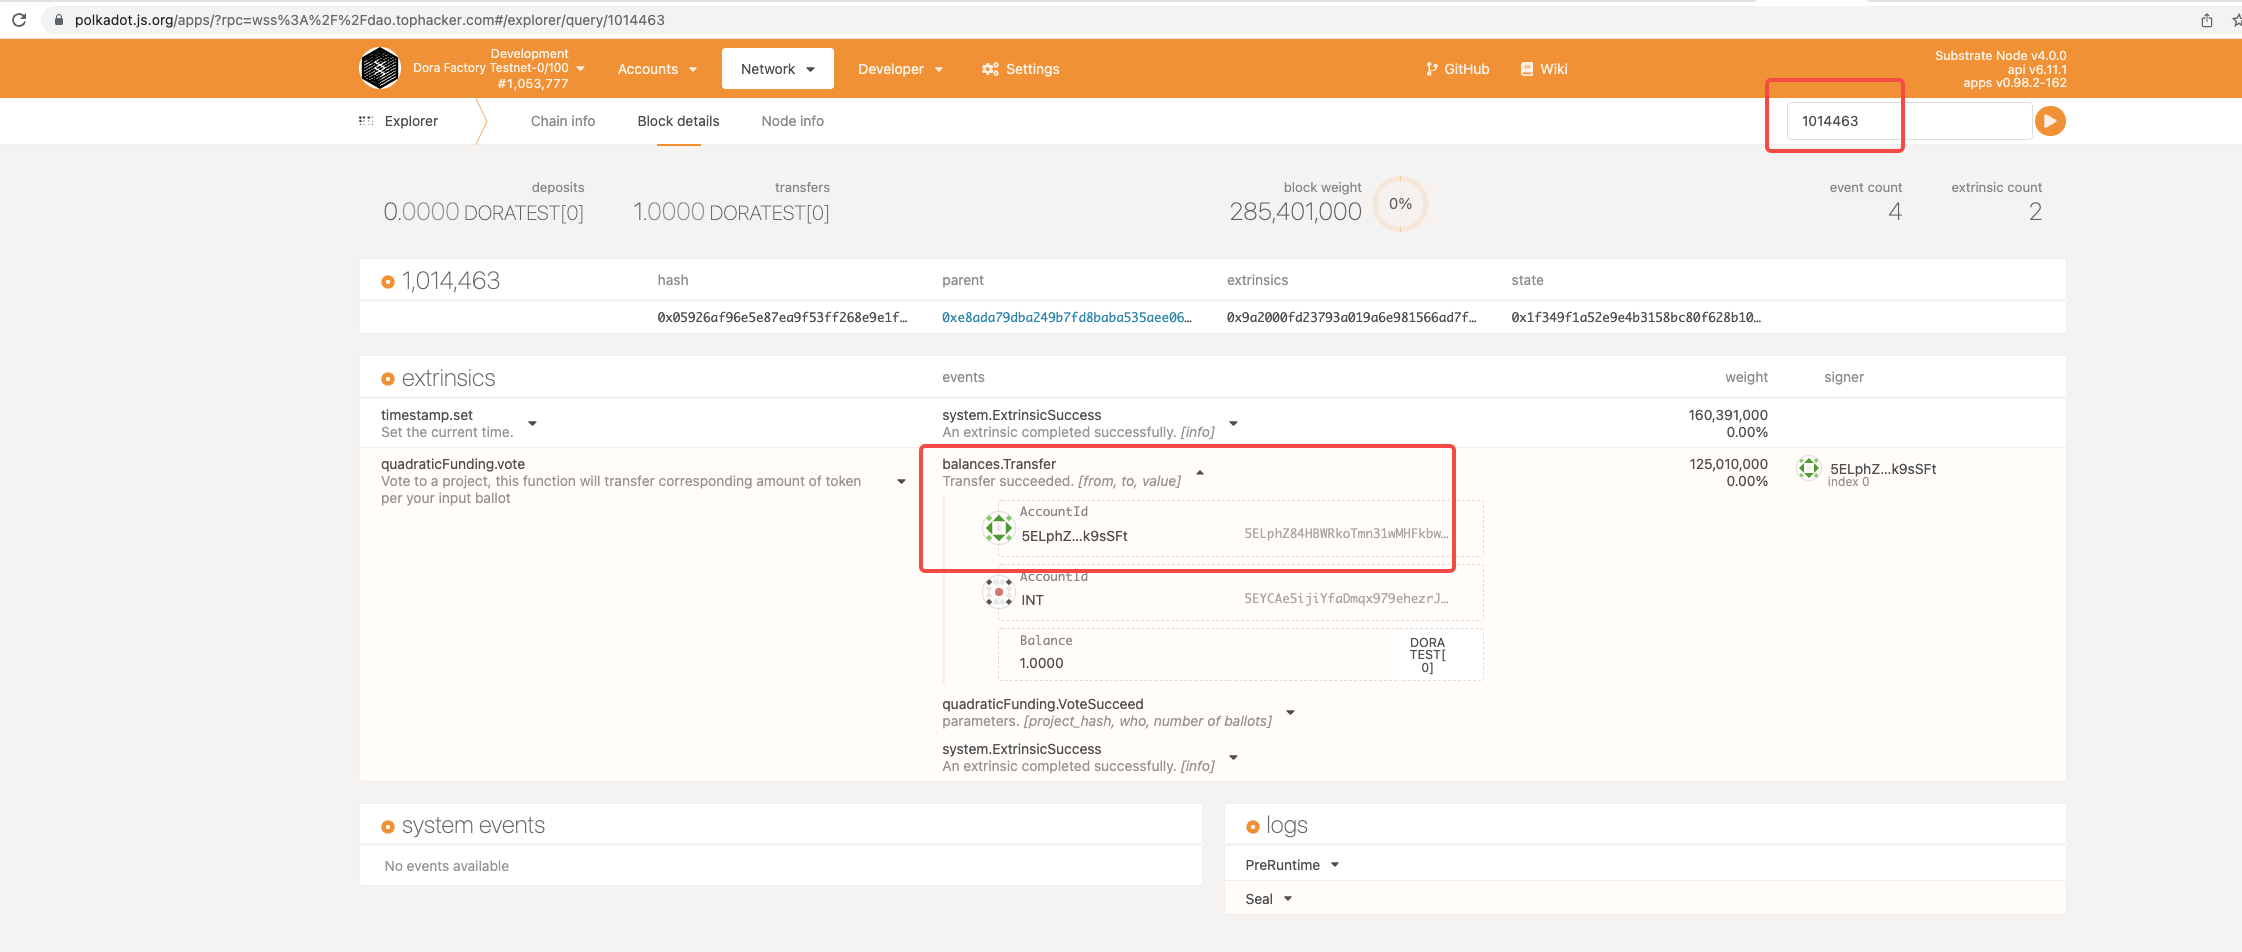 polkadot.js.org/apps/?rpc=wss%3A%2F%2Fdao.tophacker.com#/explorer/query/1014463
Development
Dora Factory Testnet-0/100
#1,053,777
Accounts
Network
Developer
Settings
GitHub
Wiki
Substrate Node v4.0.0
api v6.11.1
apps v0.98.2-162
Explorer
Chain info
Block details
Node info
1014463
deposits
0.0000 DORATEST[0]
transfers
1.0000 DORATEST[0]
block weight
285,401,000
0%
event count
4
extrinsic count
2
1,014,463 hash parent extrinsics state
0x05926af96e5e87ea9f53ff268e9e1f… 0xe8ada79dba249b7fd8baba535aee06… 0x9a2000fd23793a019a6e981566ad7f… 0x1f349f1a52e9e4b3158bc80f628b10…
extrinsics events weight signer
timestamp.set
Set the current time.
system.ExtrinsicSuccess
An extrinsic completed successfully. [info]
160,391,000
0.00%
quadraticFunding.vote
Vote to a project, this function will transfer corresponding amount of token
per your input ballot
balances.Transfer
Transfer succeeded. [from, to, value]
AccountId
5ELphZ…k9sSFt 5ELphZ84HBWRkoTmn31wMHFkbw…
AccountId
INT 5EYCAe5ijiYfaDmqx979ehezrJ…
Balance
1.0000
DORA
TEST[
0]
quadraticFunding.VoteSucceed
parameters. [project_hash, who, number of ballots]
system.ExtrinsicSuccess
An extrinsic completed successfully. [info]
125,010,000
0.00%
5ELphZ…k9sSFt
index 0
system events
No events available
logs
PreRuntime
Seal